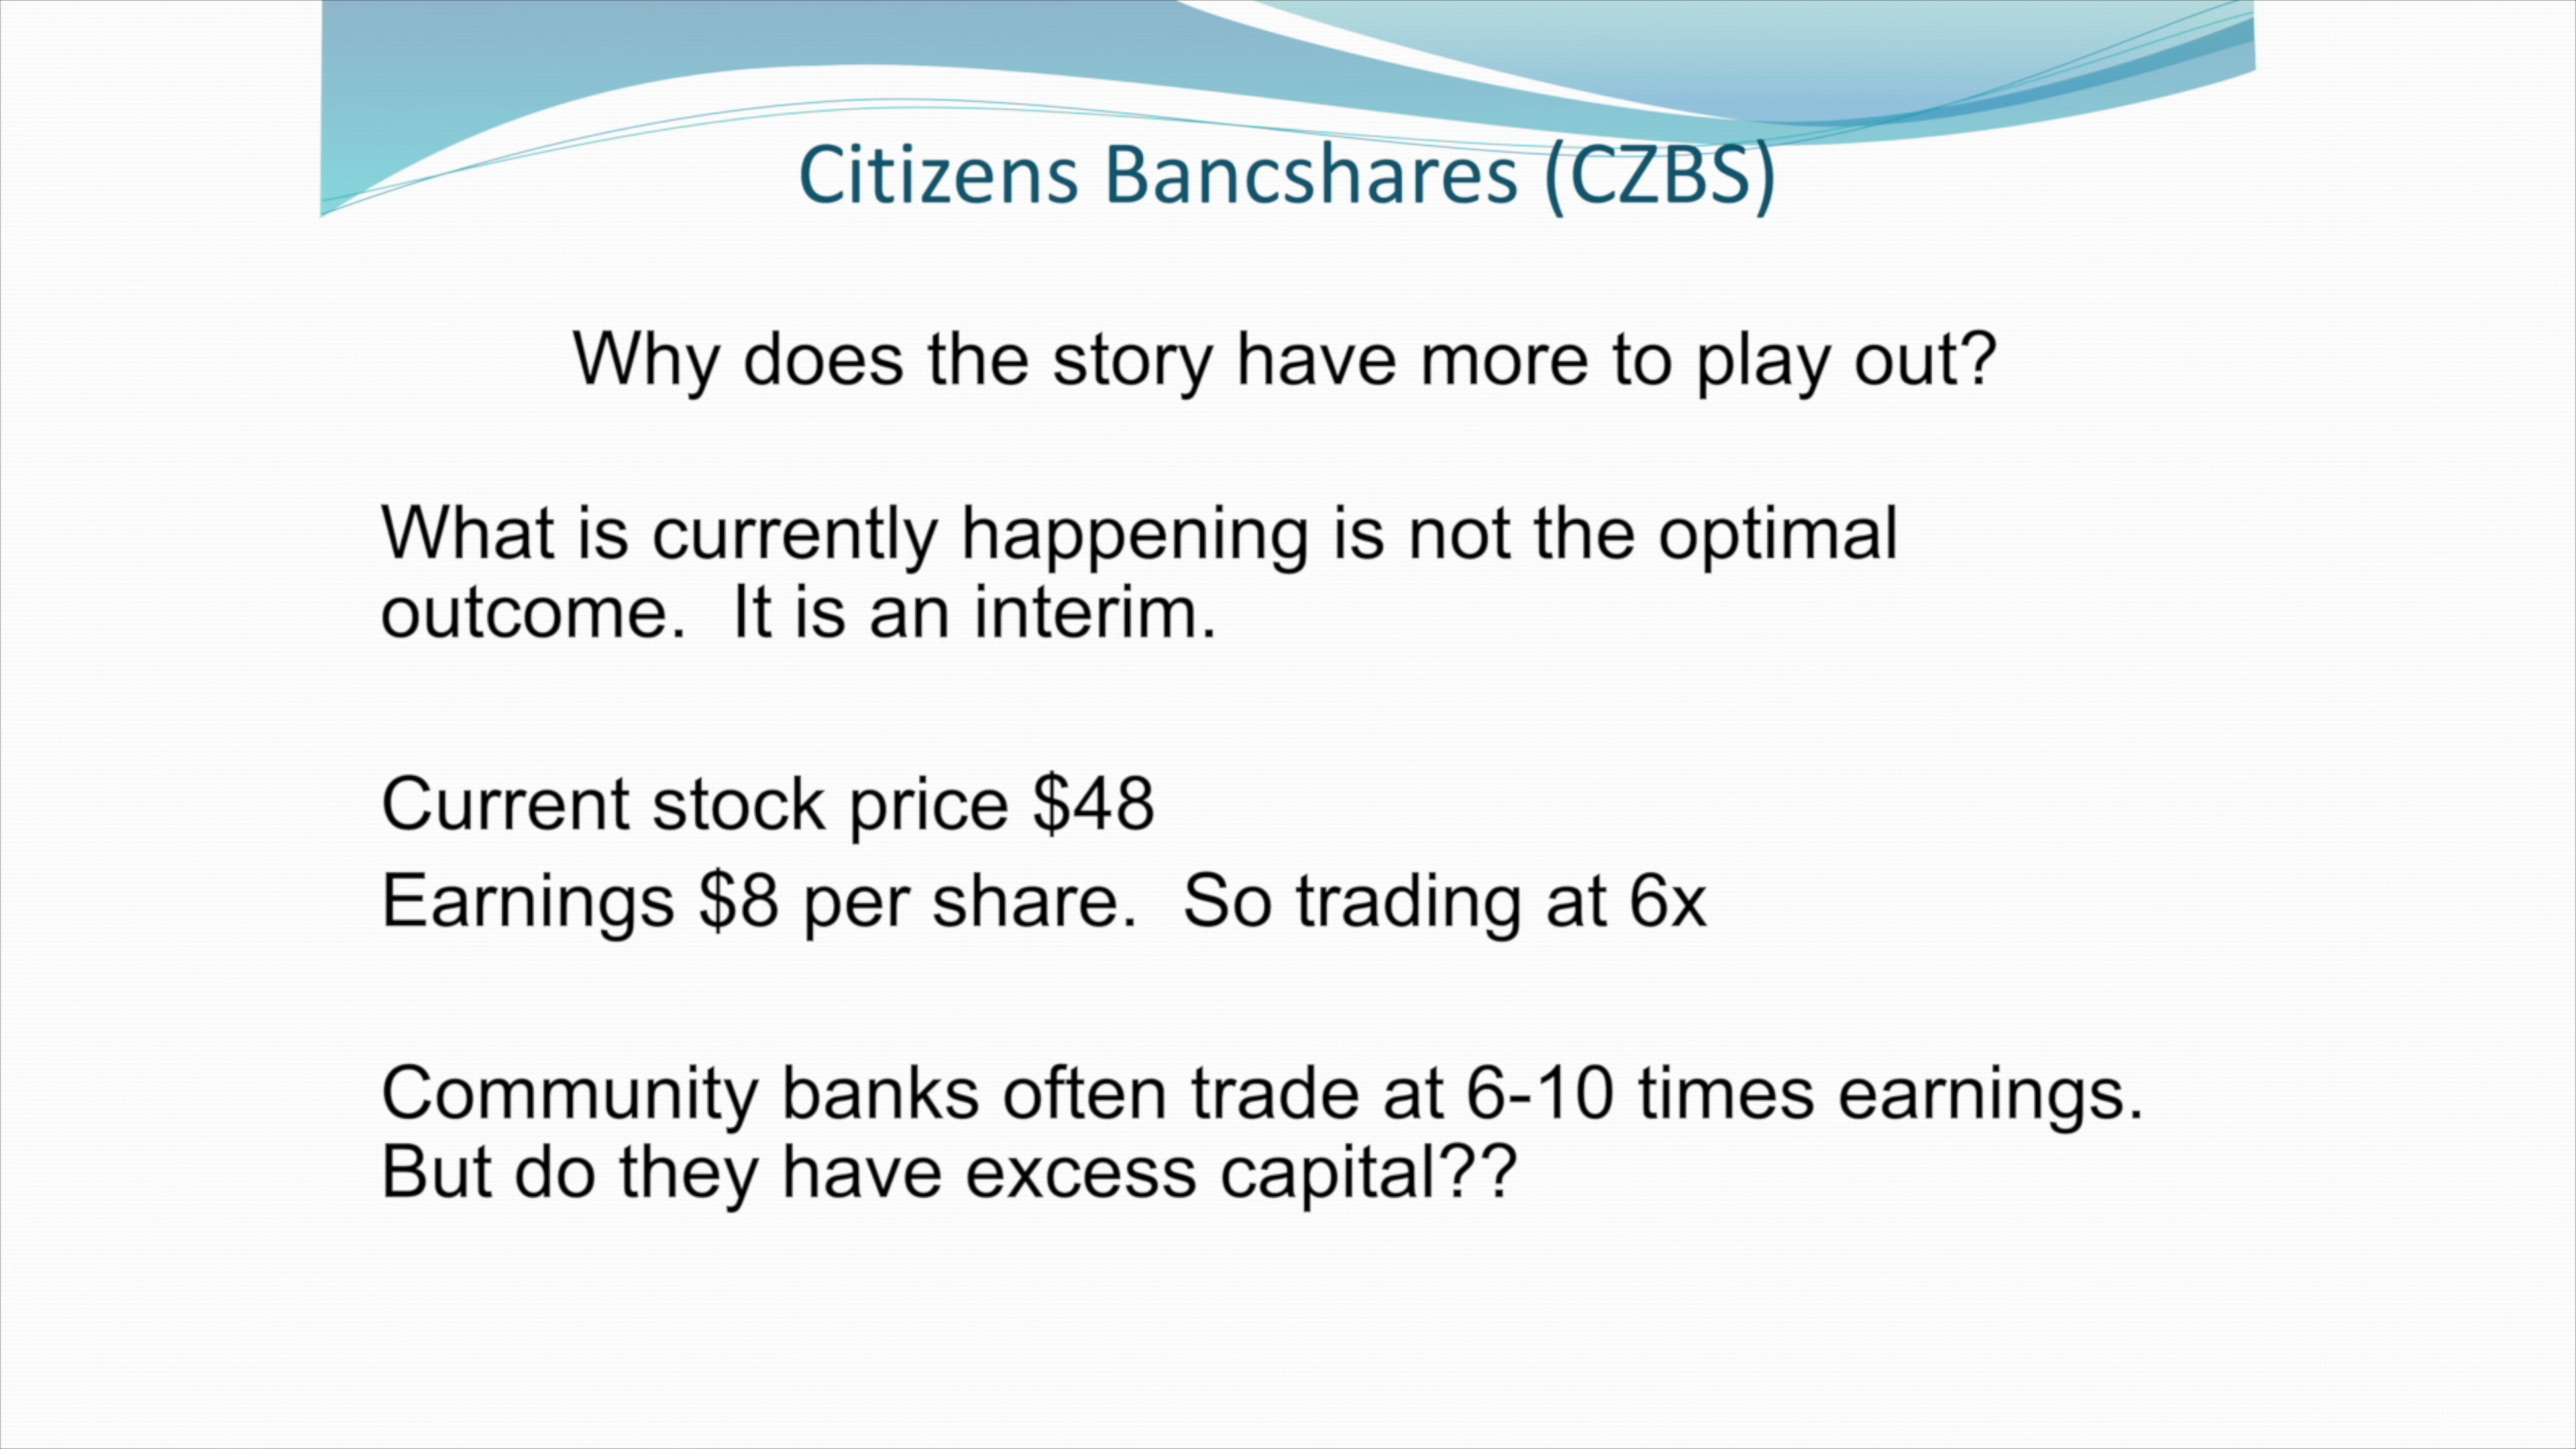 Citizens Bancshares (CZBS)
Why does the story have more to play out?
What is currently happening is not the optimal
outcome.  It is an interim.
Current stock price $48
Earnings $8 per share.  So trading at 6x
Community banks often trade at 6-10 times earnings.
But do they have excess capital??